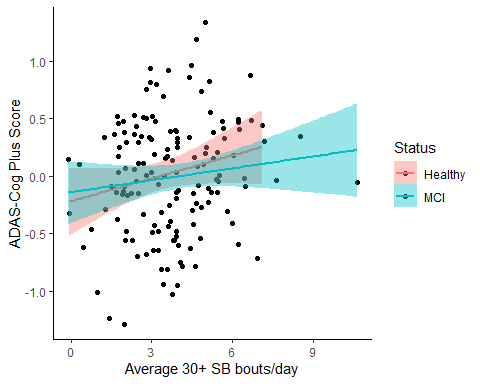 ADAS-Cog Plus Score
1.0
0.5
0.0
-0.5
-1.0
0 3 6 9
Average 30+ SB bouts/day
Status
Healthy
MCI